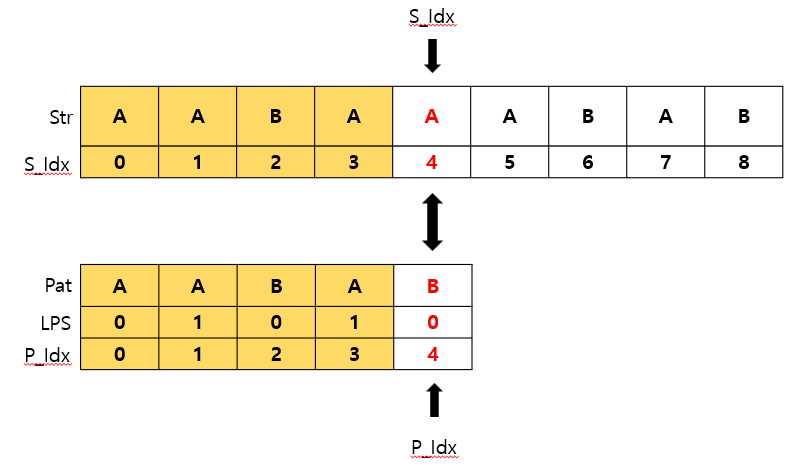 S_Idx
Str A A B A A A B A B
S_Idx 0 1 2 3 4 5 6 7 8
Pat A A B A B
LPS 0 1 0 1 0
P_Idx 0 1 2 3 4
P_Idx